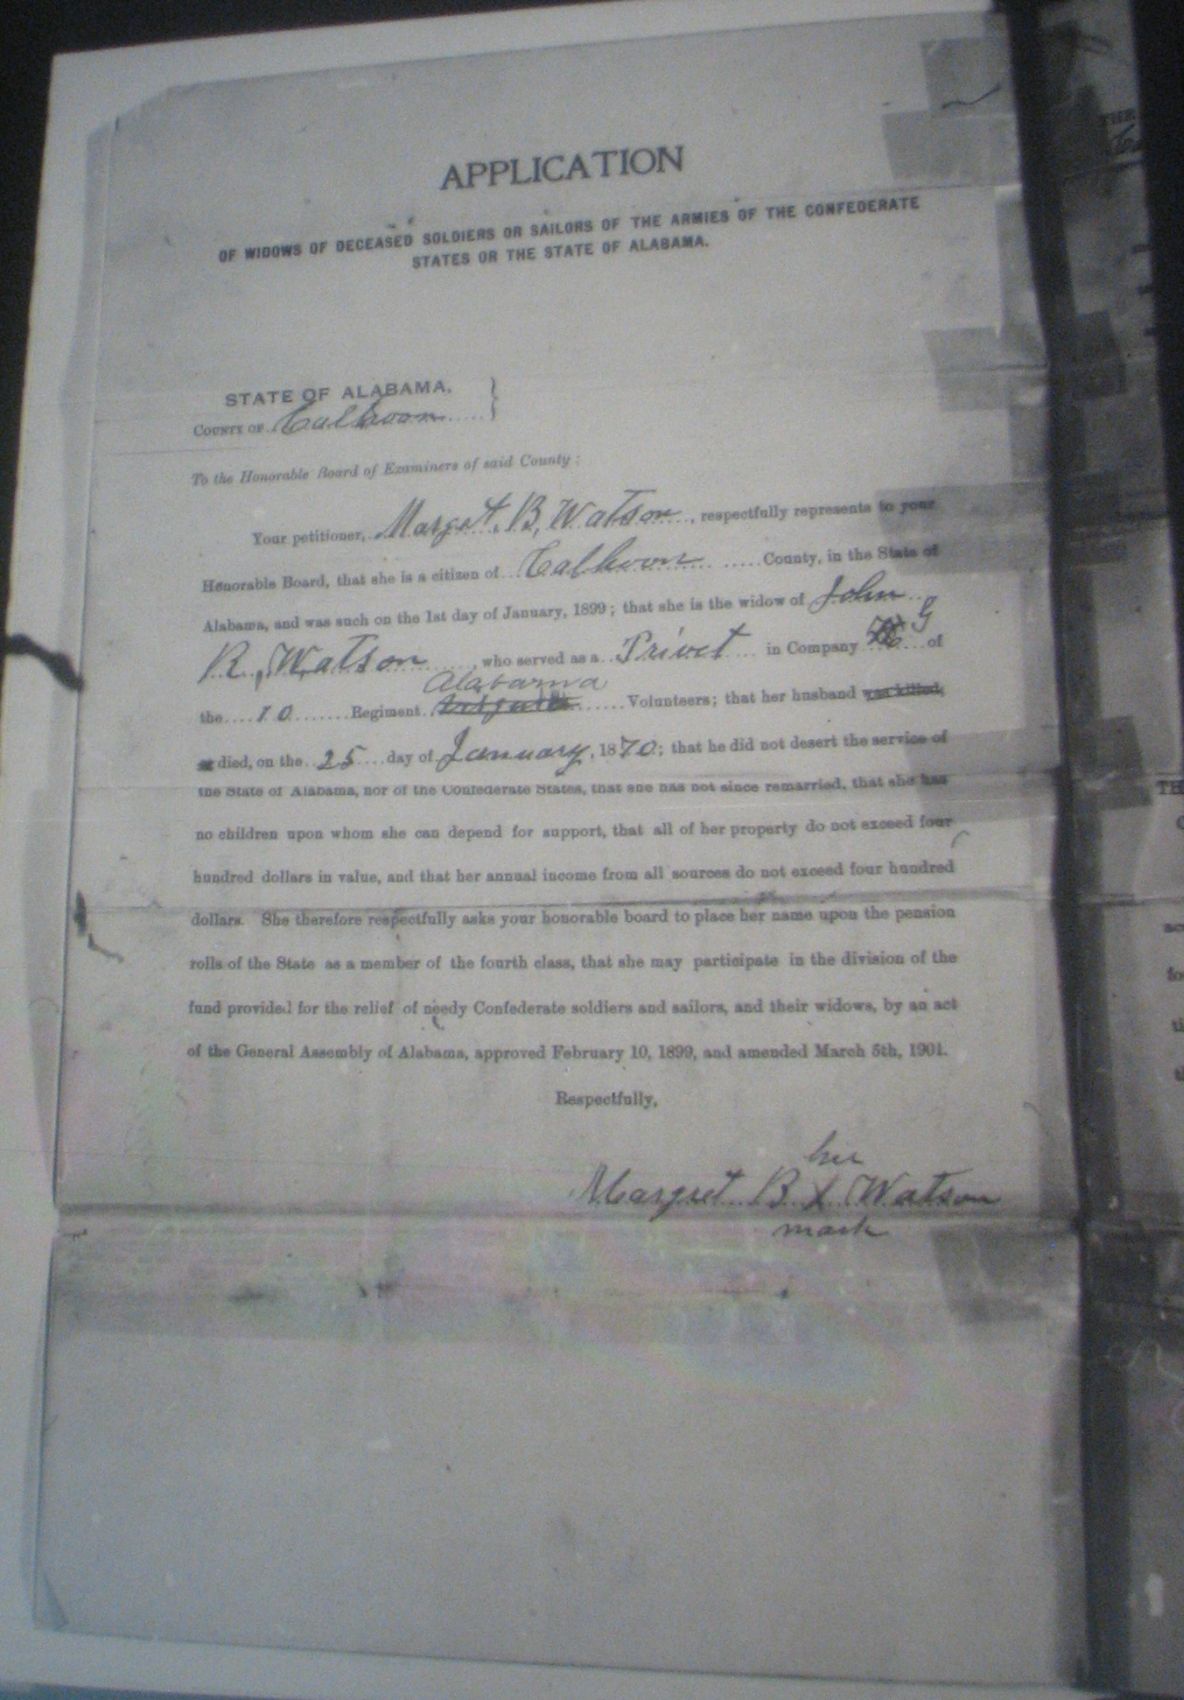 APPLICATION
OF WIDOWS OF DECEASED SOLDIERS OR SAILORS OF THE ARMIES OF THE CONFEDERATE
STATES OR THE STATE OF ALABAMA.
STATE OF ALABAMA. }
COUNTY OF Calhoon
To the Honorable Board of Examiners of said County:
Your petitioner, Marget. B, Watson, respectfully represents to your
Honorable Board, that she is a citizen of Calhoon County, in the State of
Alabama, and was such on the 1st day of January, 1899; that she is the widow of John
R, Watson, who served as a Privet in Company G of
Alabama
the 10 Regiment Volunteers; that her husband was killed,
or died, on the 25 day of January, 1870; that he did not desert the service of
the State of Alabama, nor of the Confederate States, that she has not since remarried, that she has
no children upon whom she can depend for support, that all of her property do not exceed four
hundred dollars in value, and that her annual income from all sources do not exceed four hundred
dollars. She therefore respectfully asks your honorable board to place her name upon the pension
rolls of the State as a member of the fourth class, that she may participate in the division of the
fund provided for the relief of needy Confederate soldiers and sailors, and their widows, by an act
of the General Assembly of Alabama, approved February 10, 1899, and amended March 5th, 1901.
Respectfully,
her
Margret B X Watson
mark